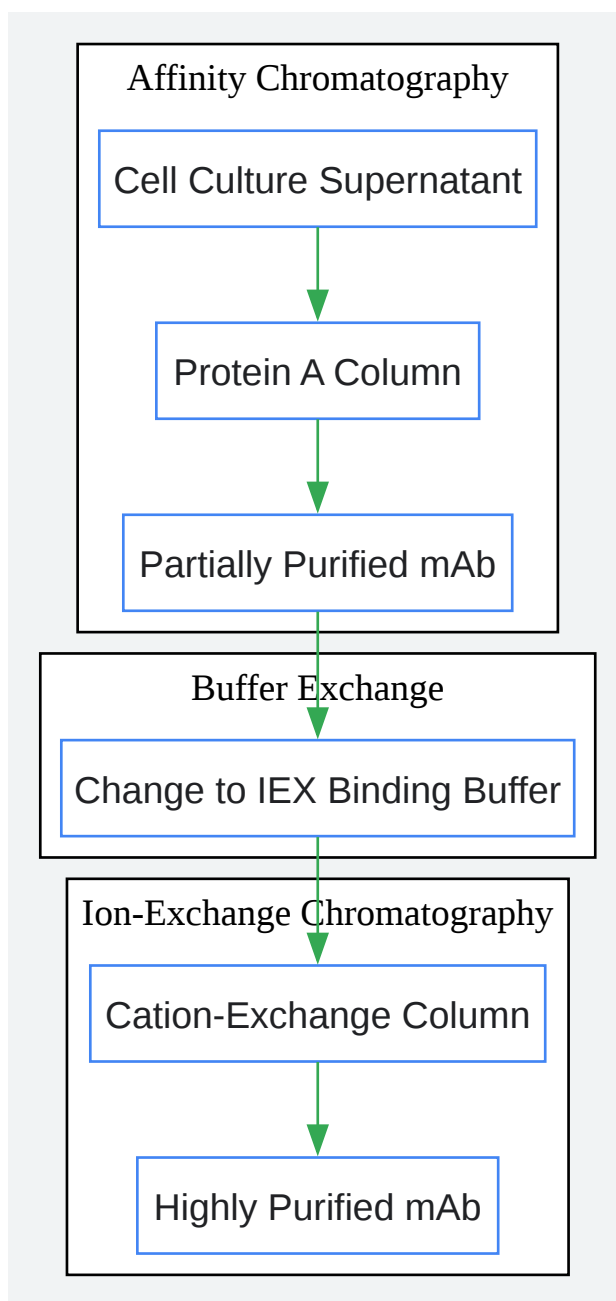 Affinity Chromatography
Cell Culture Supernatant
Protein A Column
Partially Purified mAb
Buffer Exchange
Change to IEX Binding Buffer
Ion-Exchange Chromatography
Cation-Exchange Column
Highly Purified mAb